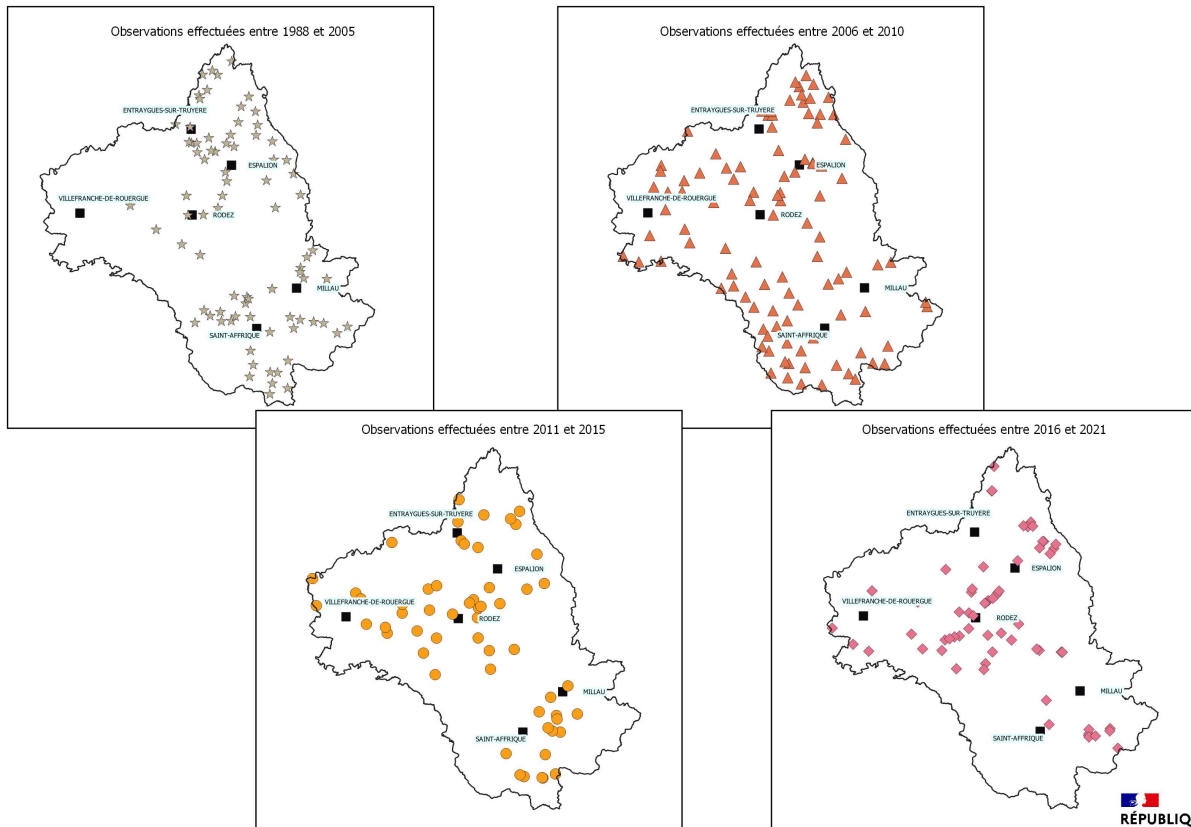 Observations effectuées entre 1988 et 2005
ENTRAYGUES-SUR-TRUYERE
ESPALION
VILLEFRANCHE-DE-ROUERGUE
RODEZ
MILLAU
SAINT-AFFRIQUE
Observations effectuées entre 2006 et 2010
ENTRAYGUES-SUR-TRUYERE
ESPALION
VILLEFRANCHE-DE-ROUERGUE
RODEZ
MILLAU
SAINT-AFFRIQUE
Observations effectuées entre 2011 et 2015
ENTRAYGUES-SUR-TRUYERE
ESPALION
VILLEFRANCHE-DE-ROUERGUE
RODEZ
MILLAU
SAINT-AFFRIQUE
Observations effectuées entre 2016 et 2021
ENTRAYGUES-SUR-TRUYERE
ESPALION
VILLEFRANCHE-DE-ROUERGUE
RODEZ
MILLAU
SAINT-AFFRIQUE
RÉPUBLIQ